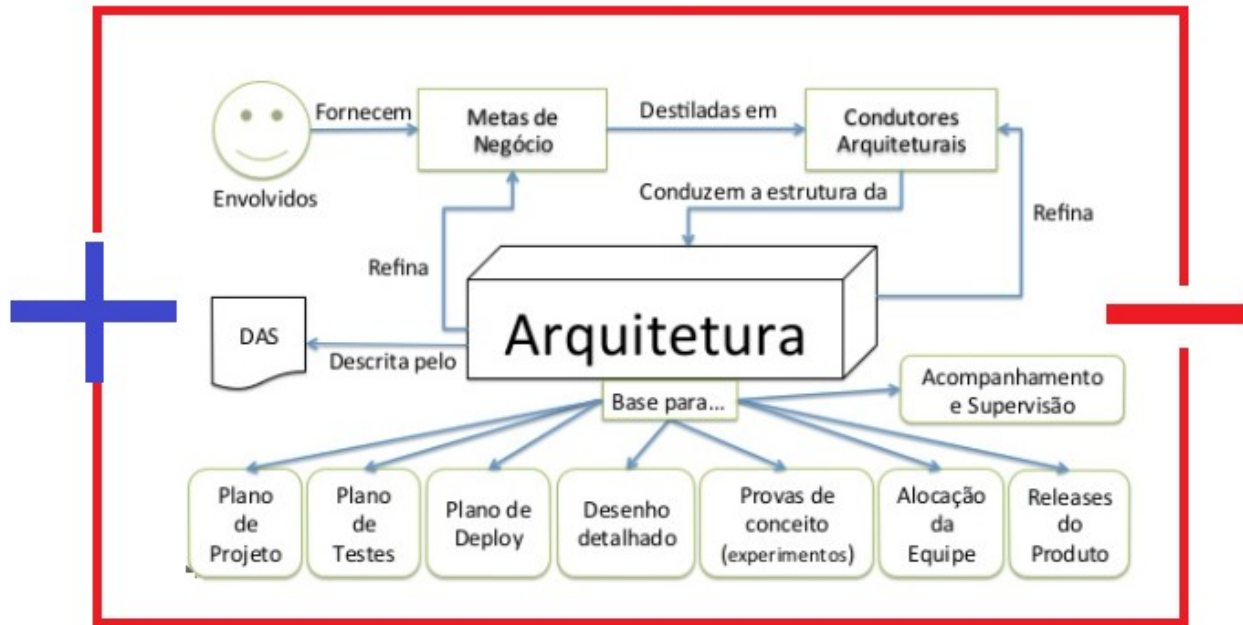 Fornecem
Metas de
Negócio
Destiladas em
Condutores
Arquiteturais
Envolvidos
Conduzem a estrutura da
Refina
Refina
DAS
Descrita pelo
Arquitetura
Base para...
Acompanhamento
e Supervisão
Plano
de
Projeto
Plano
de
Testes
Plano de
Deploy
Desenho
detalhado
Provas de
conceito
(experimentos)
Alocação
da
Equipe
Releases
do
Produto